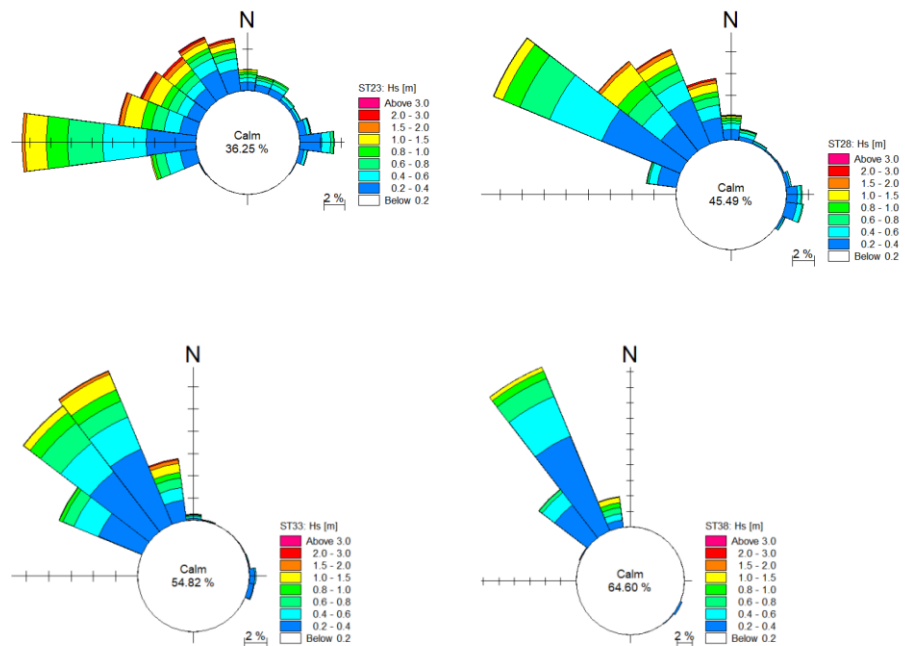 N
Calm
36.25 %
2 %
ST23: Hs [m]
Above 3.0
2.0 - 3.0
1.5 - 2.0
1.0 - 1.5
0.8 - 1.0
0.6 - 0.8
0.4 - 0.6
0.2 - 0.4
Below 0.2
N
Calm
45.49 %
2 %
ST28: Hs [m]
Above 3.0
2.0 - 3.0
1.5 - 2.0
1.0 - 1.5
0.8 - 1.0
0.6 - 0.8
0.4 - 0.6
0.2 - 0.4
Below 0.2
N
Calm
54.82 %
2 %
ST33: Hs [m]
Above 3.0
2.0 - 3.0
1.5 - 2.0
1.0 - 1.5
0.8 - 1.0
0.6 - 0.8
0.4 - 0.6
0.2 - 0.4
Below 0.2
N
Calm
64.60 %
2 %
ST38: Hs [m]
Above 3.0
2.0 - 3.0
1.5 - 2.0
1.0 - 1.5
0.8 - 1.0
0.6 - 0.8
0.4 - 0.6
0.2 - 0.4
Below 0.2